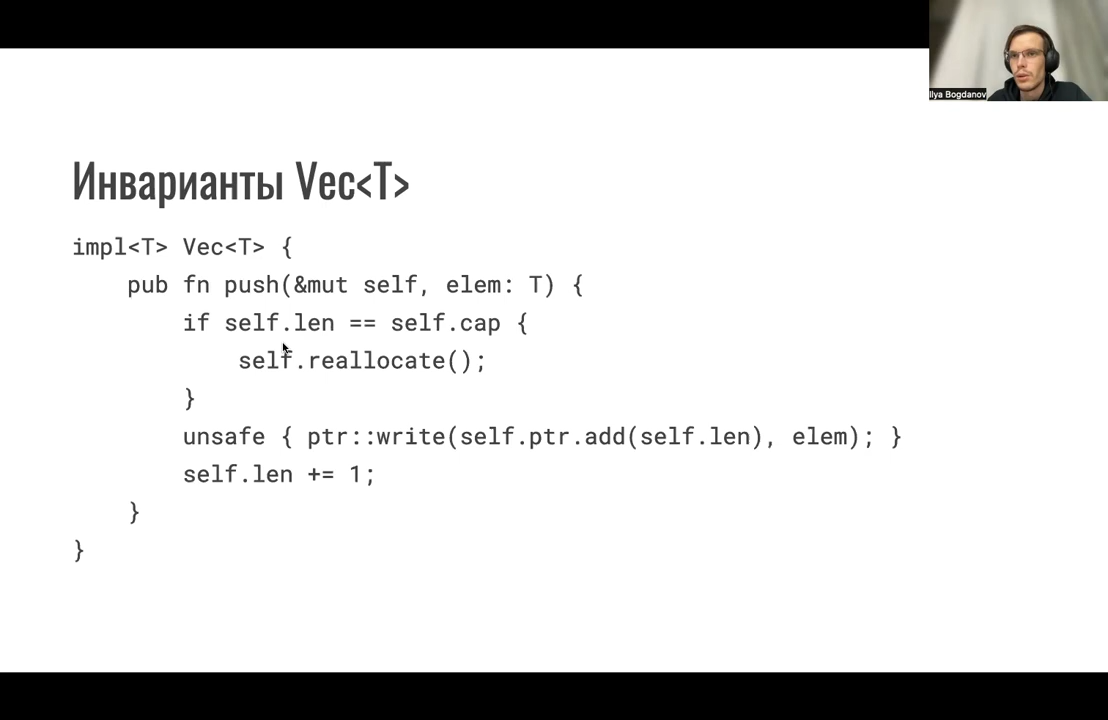 Ilya Bogdanov
Инварианты Vec<T>
impl<T> Vec<T> {
    pub fn push(&mut self, elem: T) {
        if self.len == self.cap {
            self.reallocate();
        }
        unsafe { ptr::write(self.ptr.add(self.len), elem); }
        self.len += 1;
    }
}